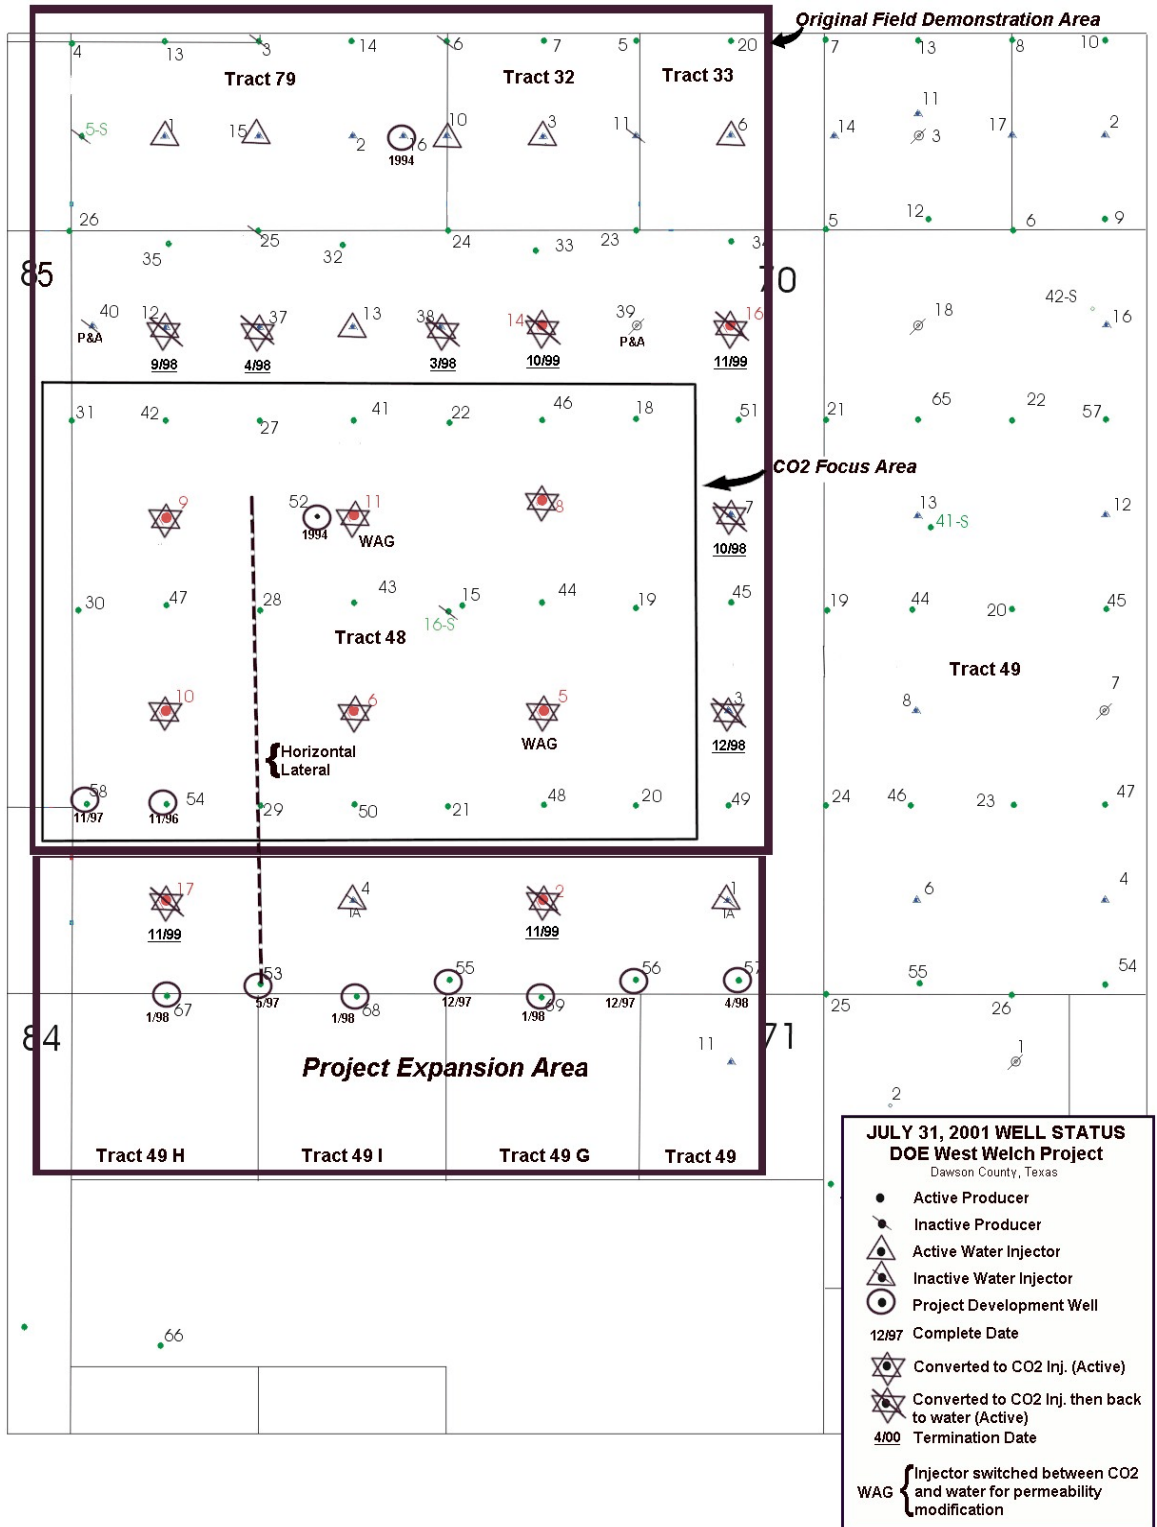 Original Field Demonstration Area
4 13 3 14 6 7 5 20 7 13 8 10
Tract 79 Tract 32 Tract 33
5-S 1 15 2 16 10 3 11 6 14 11 3 17 2
1994
26 35 25 32 24 33 23 34 5 12 6 9
85 70
40 12 37 13 38 14 39 16 18 42-S 16
P&A P&A
9/98 4/98 3/98 10/99 11/99
31 42 27 41 22 46 18 51 21 65 22 57
CO2 Focus Area
9 52 11 8 7 13 41-S 12
1994 WAG 10/98
30 47 28 43 16-S 15 44 19 45 19 44 20 45
Tract 48
Tract 49
10 6 5 3 8 7
WAG 12/98
Horizontal
Lateral
58 54 29 50 21 48 20 49 24 46 23 47
11/97 11/96
17 4 2 1 6 4
IA IA
11/99 11/99
67 53 68 55 69 56 57 25 55 26 54
1/98 5/97 1/98 12/97 1/98 12/97 4/98
84 71
Project Expansion Area
11 1
2
Tract 49 H Tract 49 I Tract 49 G Tract 49
66
JULY 31, 2001 WELL STATUS
DOE West Welch Project
Dawson County, Texas
Active Producer
Inactive Producer
Active Water Injector
Inactive Water Injector
Project Development Well
12/97 Complete Date
Converted to CO2 Inj. (Active)
Converted to CO2 Inj. then back
to water (Active)
4/00 Termination Date
WAG Injector switched between CO2
and water for permeability
modification